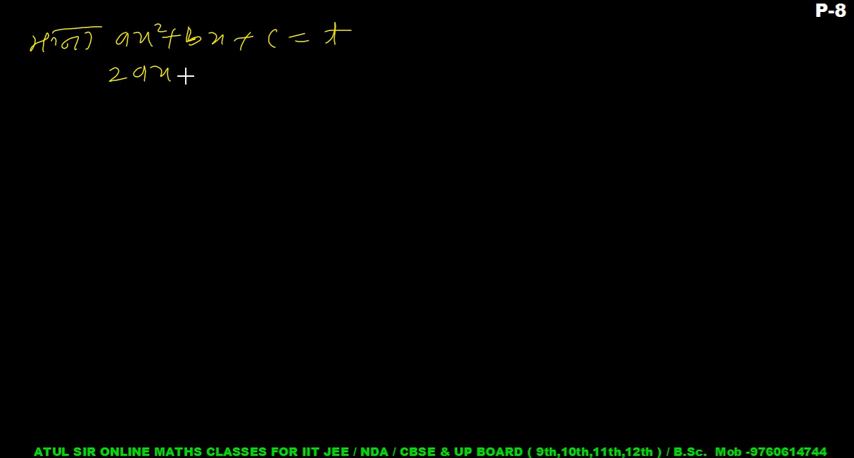 P-8
माना ax²+bx+c=t
2ax+
ATUL SIR ONLINE MATHS CLASSES FOR IIT JEE / NDA / CBSE & UP BOARD ( 9th,10th,11th,12th ) / B.Sc. Mob -9760614744